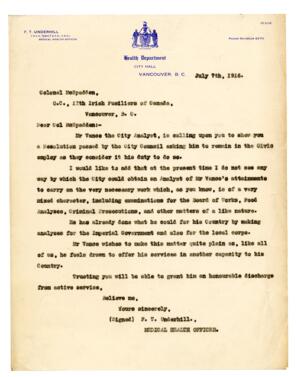 F. T. UNDERHILL
MEDICAL HEALTH OFFICER
Health Department
CITY HALL
VANCOUVER, B. C.
July 7th, 1916.
Colonel McSpadden,
O.C., 11th Irish Fusiliers of Canada,
Vancouver, B. C.
Dear Col McSpadden:-
Mr Vance the City Analyst, is calling upon you to show you
a Resolution passed by the City Council asking him to remain in the Civic
employ as they consider it his duty to do so.
I would like to add that at the present time I do not see any
way by which the City could obtain an Analyst of Mr Vance's attainments
to carry on the very necessary work which, as you know, is of a very
mixed character, including examinations for the Board of Works, Food
Analyses, Criminal Prosecutions, and other matters of a like nature.
He has already done what he could for his Country by making
analyses for the Imperial Government and also for the local corps.
Mr Vance wishes to make this matter quite plain as, like all
of us, he feels drawn to offer his services in another capacity to his
Country.
Trusting you will be able to grant him an honourable discharge
from active service,
Believe me,
Yours sincerely,
(Signed) F. T. Underhill.
MEDICAL HEALTH OFFICER.